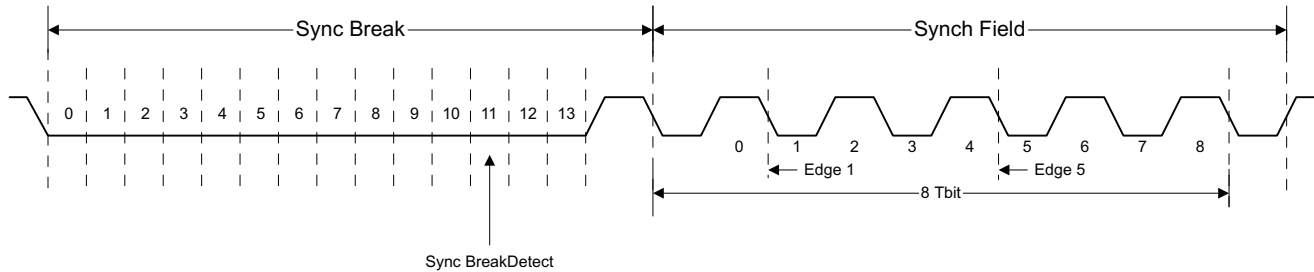 Sync Break Synch Field
0 1 2 3 4 5 6 7 8 9 10 11 12 13
0 1 2 3 4 5 6 7 8
Edge 1 Edge 5
8 Tbit
Sync BreakDetect